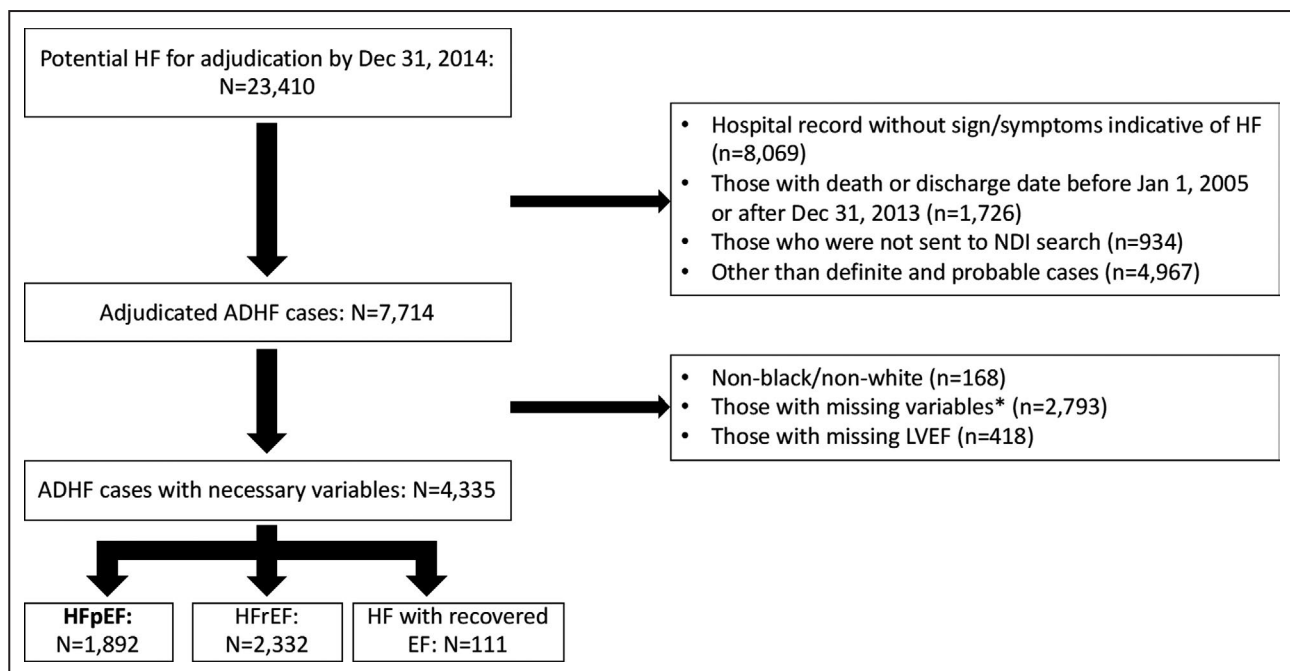 Potential HF for adjudication by Dec 31, 2014:
N=23,410
• Hospital record without sign/symptoms indicative of HF
(n=8,069)
• Those with death or discharge date before Jan 1, 2005
or after Dec 31, 2013 (n=1,726)
• Those who were not sent to NDI search (n=934)
• Other than definite and probable cases (n=4,967)
Adjudicated ADHF cases: N=7,714
• Non-black/non-white (n=168)
• Those with missing variables* (n=2,793)
• Those with missing LVEF (n=418)
ADHF cases with necessary variables: N=4,335
HFpEF:
N=1,892
HFrEF:
N=2,332
HF with recovered
EF: N=111